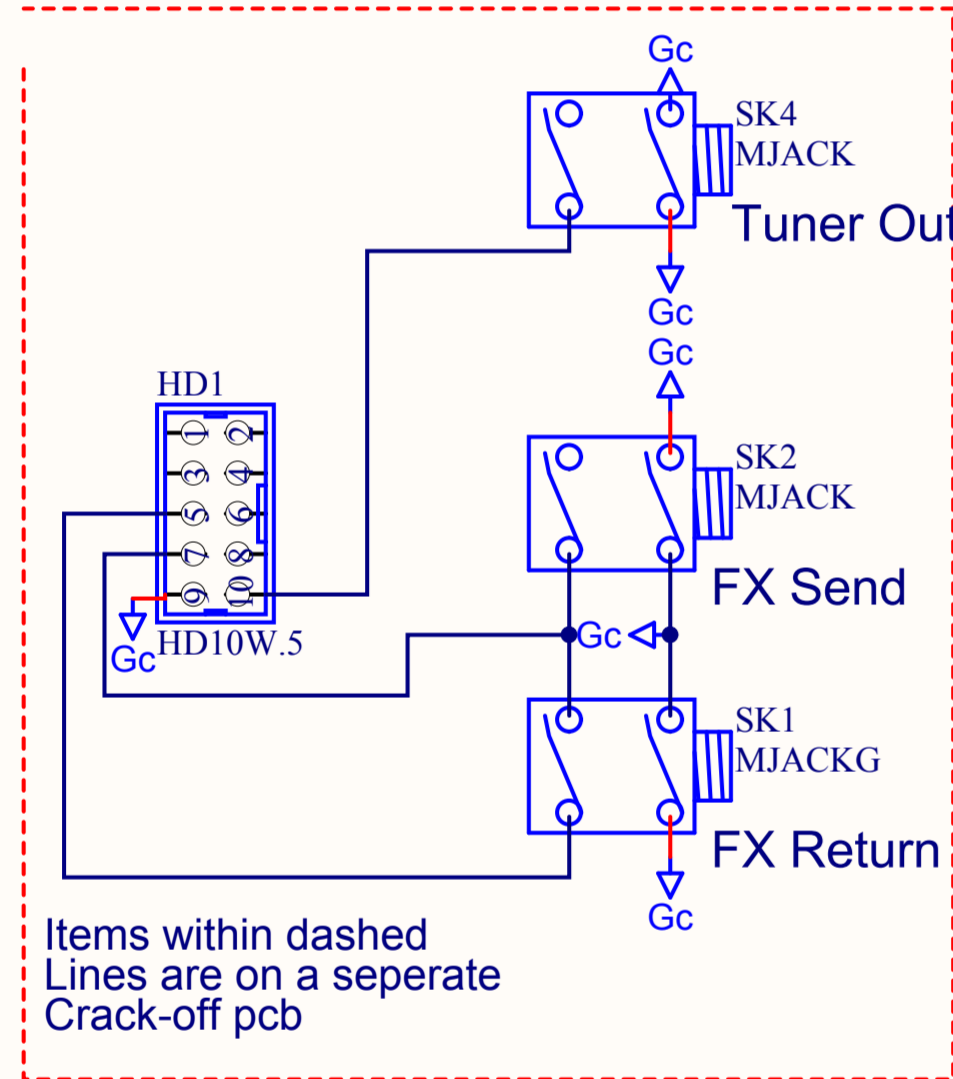 Gc
SK4
MJACK
Tuner Out
Gc
Gc
HD1
1 2
3 4
5 6
7 8
9 10
HD10W.5
Gc
SK2
MJACK
FX Send
Gc
SK1
MJACKG
FX Return
Gc
Items within dashed
Lines are on a seperate
Crack-off pcb